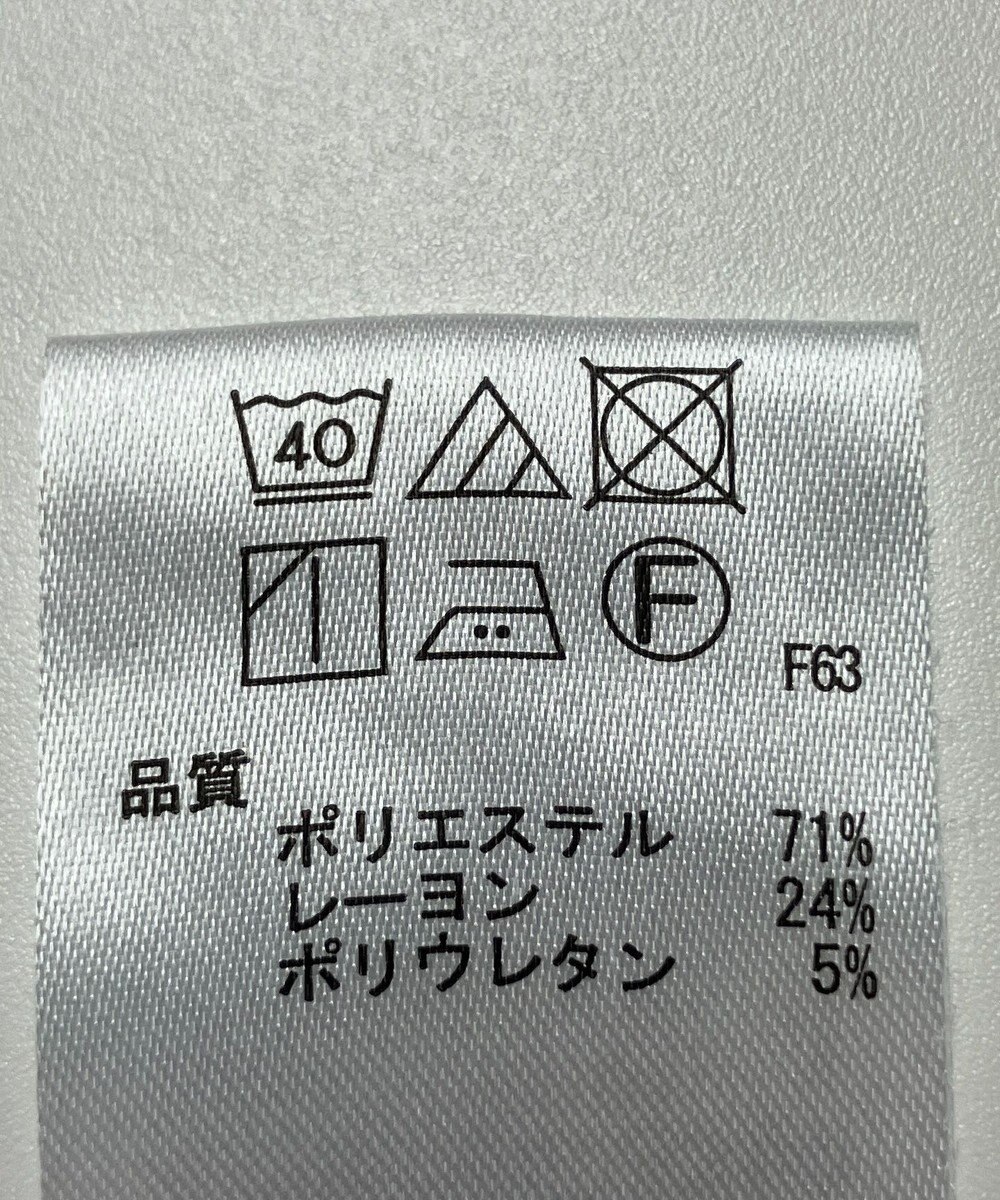 40
F
F63
品質
ポリエステル 71%
レーヨン 24%
ポリウレタン 5%